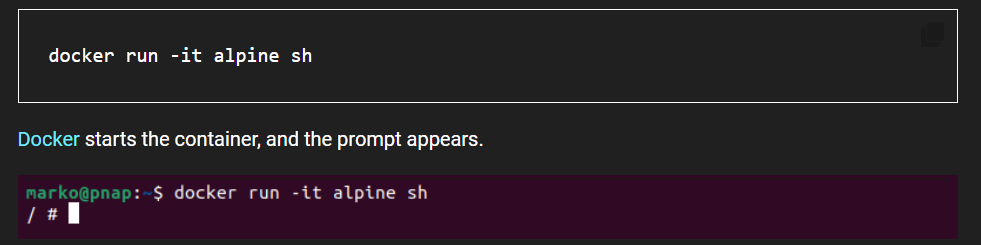 docker run -it alpine sh
Docker starts the container, and the prompt appears.
marko@pnap:~$ docker run -it alpine sh
/ #